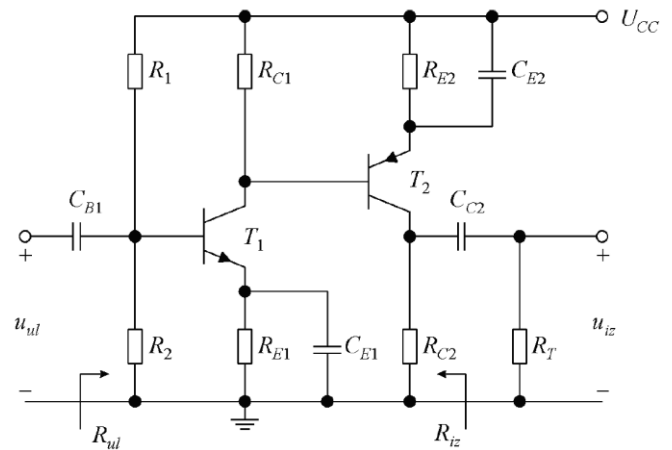 U_CC
R_1
R_C1
R_E2
C_E2
T_2
C_B1
C_C2
T_1
+
+
u_ul
R_2
R_E1
C_E1
R_C2
R_T
u_iz
−
−
R_ul
R_iz